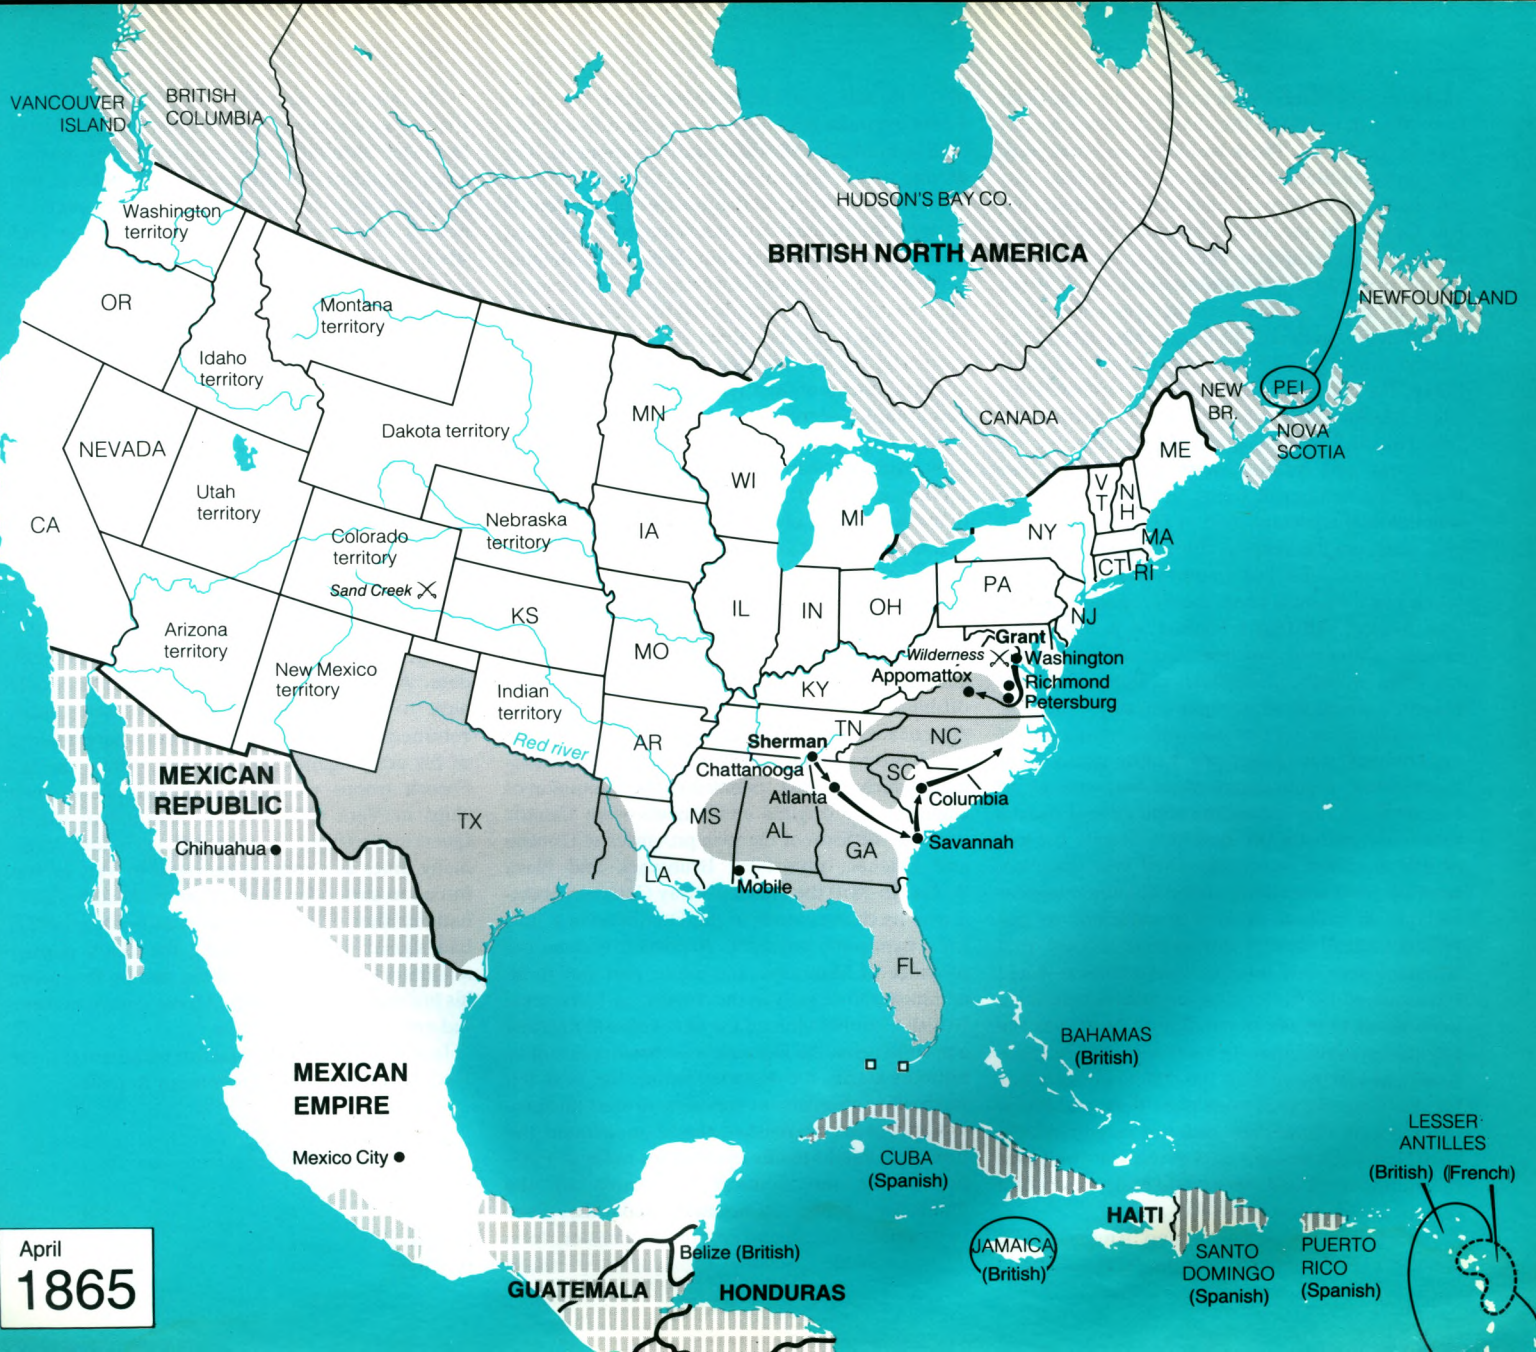 VANCOUVER
ISLAND
BRITISH
COLUMBIA
HUDSON'S BAY CO.
BRITISH NORTH AMERICA
NEWFOUNDLAND
Washington
territory
OR
Montana
territory
Idaho
territory
Dakota territory
MN
CANADA
NEW
BR.
PEI
NOVA
SCOTIA
ME
NEVADA
WI
V
T
N
H
Utah
territory
CA
Colorado
territory
Nebraska
territory
IA
MI
NY
MA
CT
RI
Sand Creek
KS
IL
IN
OH
PA
NJ
Arizona
territory
MO
Grant
Wilderness
Washington
Appomattox
Richmond
Petersburg
New Mexico
territory
Indian
territory
KY
Red river
AR
TN
NC
Sherman
Chattanooga
SC
Atlanta
Columbia
MEXICAN
REPUBLIC
Chihuahua
TX
MS
AL
GA
Savannah
LA
Mobile
FL
BAHAMAS
(British)
MEXICAN
EMPIRE
Mexico City
CUBA
(Spanish)
LESSER
ANTILLES
(British) (French)
HAITI
JAMAICA
(British)
SANTO
DOMINGO
(Spanish)
PUERTO
RICO
(Spanish)
Belize (British)
GUATEMALA
HONDURAS
April
1865